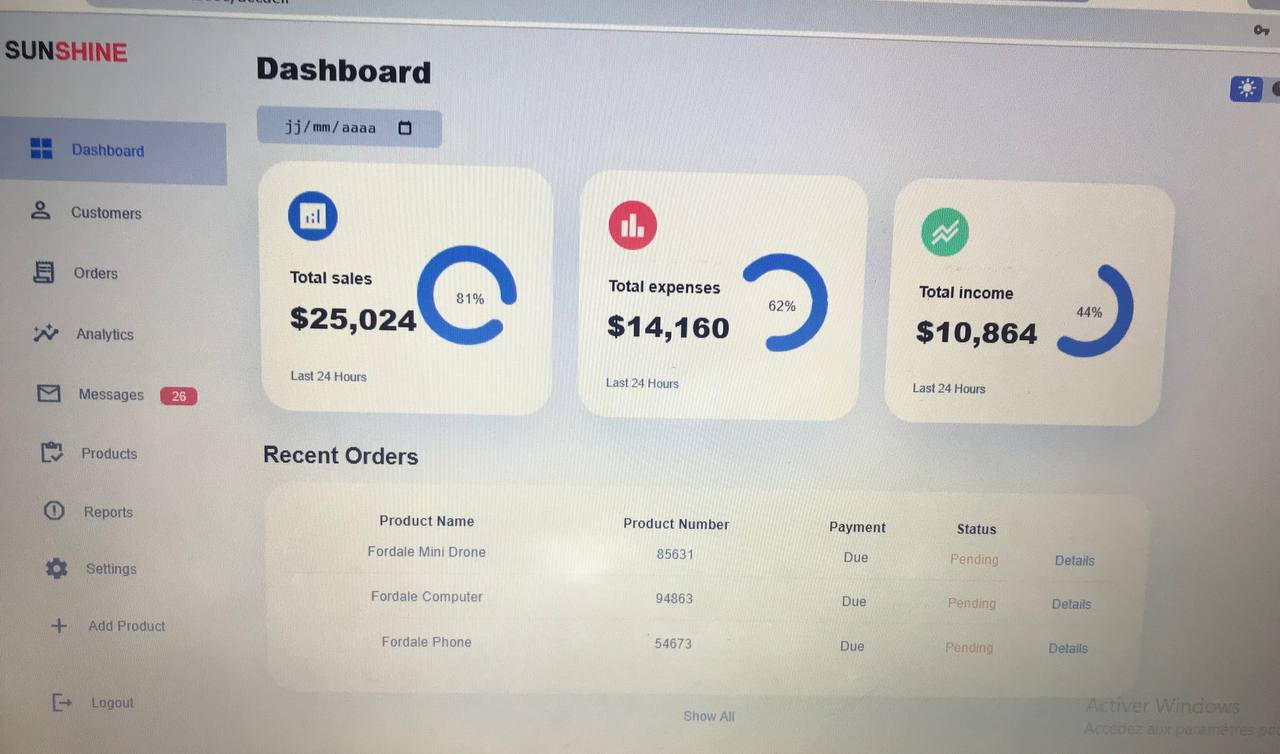 SUNSHINE
Dashboard
jj/mm/aaaa
Dashboard
Customers
Orders
Analytics
Messages 26
Products
Reports
Settings
Add Product
Logout
Total sales
$25,024
81%
Last 24 Hours
Total expenses
$14,160
62%
Last 24 Hours
Total income
$10,864
44%
Last 24 Hours
Recent Orders
Product Name Product Number Payment Status
Fordale Mini Drone 85631 Due Pending Details
Fordale Computer 94863 Due Pending Details
Fordale Phone 54673 Due Pending Details
Show All
Activer Windows
Accédez aux paramètres